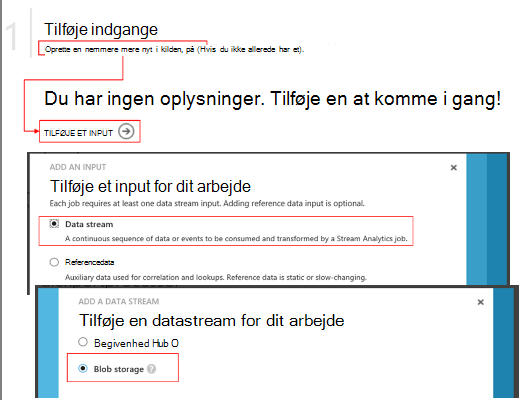 1
Tilføje indgange
Oprette en nemmere mere nyt i kilden, på (Hvis du ikke allerede har et).
Du har ingen oplysninger. Tilføje en at komme i gang!
TILFØJE ET INPUT
ADD AN INPUT
Tilføje et input for dit arbejde
Each job requires at least one data stream input. Adding reference data input is optional.
Data stream
A continuous sequence of data or events to be consumed and transformed by a Stream Analytics job.
Referencedata
Auxiliary data used for correlation and lookups. Reference data is static or slow-changing.
ADD A DATA STREAM
Tilføje en datastream for dit arbejde
Begivenhed Hub O
Blob storage ?